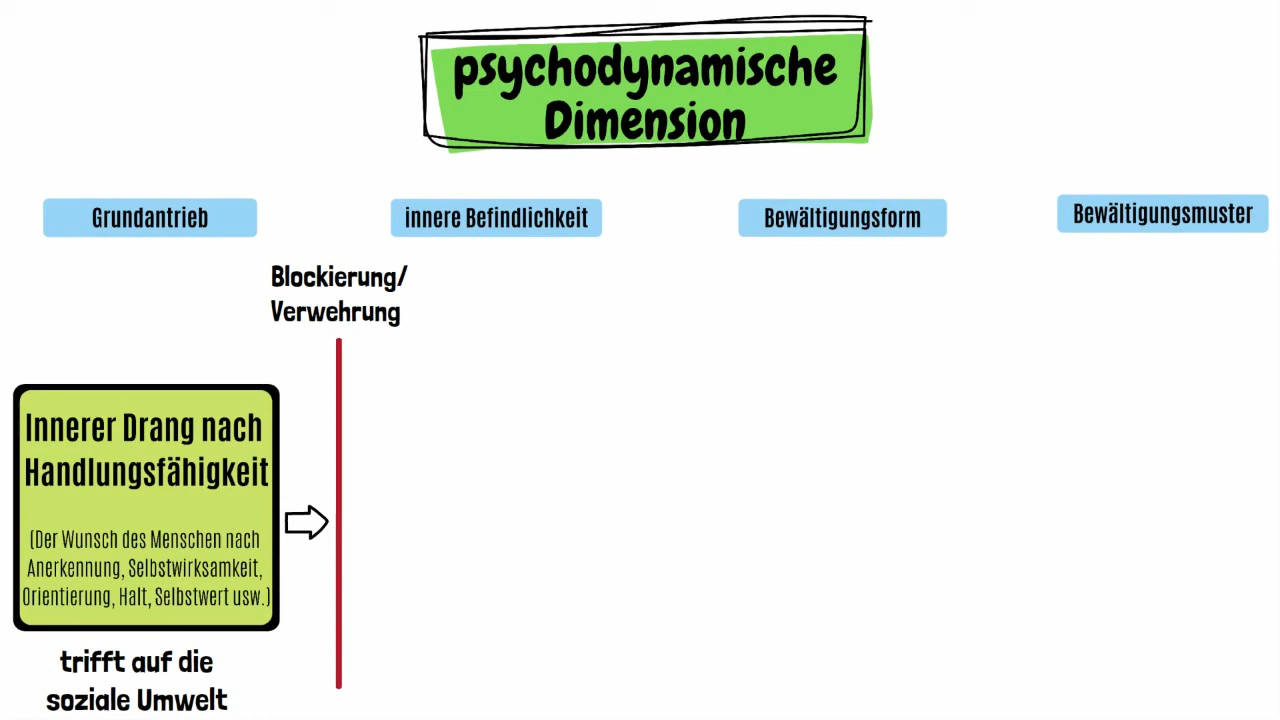 psychodynamische
Dimension
Grundantrieb
innere Befindlichkeit
Bewältigungsform
Bewältigungsmuster
Blockierung/
Verwehrung
Innerer Drang nach
Handlungsfähigkeit
(Der Wunsch des Menschen nach
Anerkennung, Selbstwirksamkeit,
Orientierung, Halt, Selbstwert usw.)
trifft auf die
soziale Umwelt